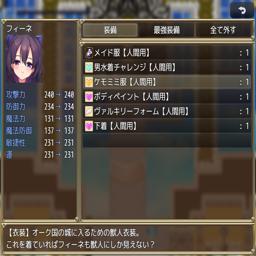 フィーネ
装備
最強装備
全て外す
攻撃力 240 → 240
防御力 234 → 234
魔法力 131 → 131
魔法防御 137 → 137
敏捷性 231 → 231
運 231 → 231
メイド服【人間用】 : 1
男水着チャレンジ【人間用】 : 1
ケモミミ服【人間用】 : 1
ボディペイント【人間用】 : 1
ヴァルキリーフォーム【人間用】 : 1
下着【人間用】 : 1
【衣装】オーク国の城に入るための獣人衣装。
これを着ていればフィーネも獣人にしか見えない？